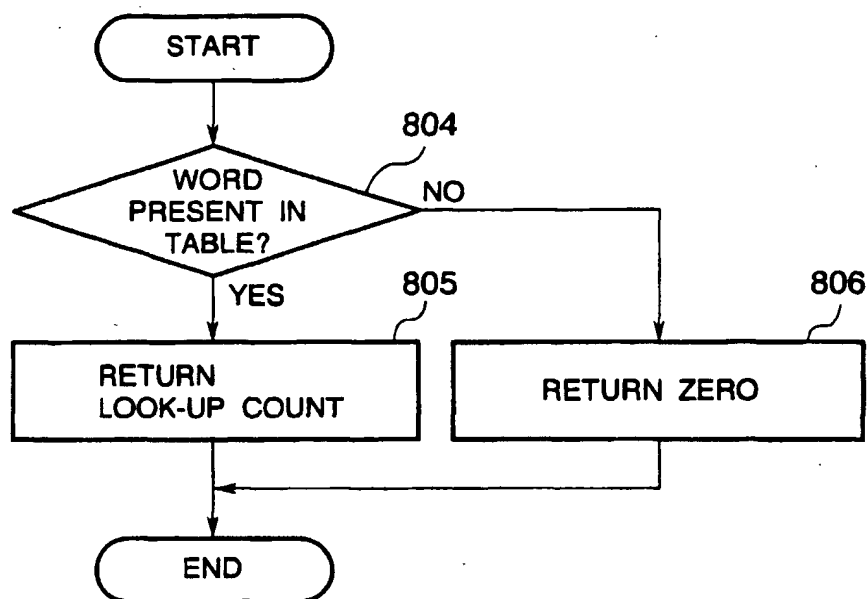 START
804
WORD
PRESENT IN
TABLE?
NO
YES
805
RETURN
LOOK-UP COUNT
806
RETURN ZERO
END